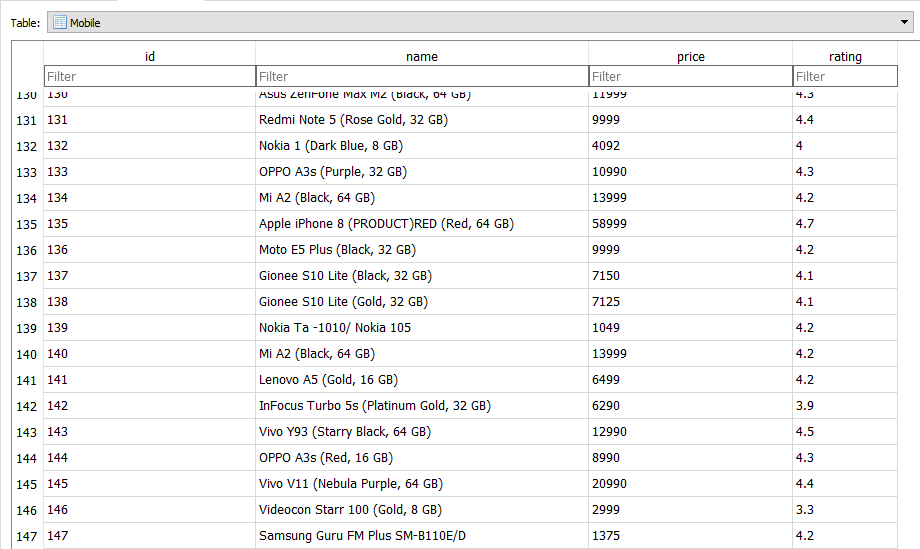 Table: Mobile
id name price rating
Filter Filter Filter Filter
130 130 Asus ZenFone Max M2 (Black, 64 GB) 11999 4.3
131 131 Redmi Note 5 (Rose Gold, 32 GB) 9999 4.4
132 132 Nokia 1 (Dark Blue, 8 GB) 4092 4
133 133 OPPO A3s (Purple, 32 GB) 10990 4.3
134 134 Mi A2 (Black, 64 GB) 13999 4.2
135 135 Apple iPhone 8 (PRODUCT)RED (Red, 64 GB) 58999 4.7
136 136 Moto E5 Plus (Black, 32 GB) 9999 4.2
137 137 Gionee S10 Lite (Black, 32 GB) 7150 4.1
138 138 Gionee S10 Lite (Gold, 32 GB) 7125 4.1
139 139 Nokia Ta -1010/ Nokia 105 1049 4.2
140 140 Mi A2 (Black, 64 GB) 13999 4.2
141 141 Lenovo A5 (Gold, 16 GB) 6499 4.2
142 142 InFocus Turbo 5s (Platinum Gold, 32 GB) 6290 3.9
143 143 Vivo Y93 (Starry Black, 64 GB) 12990 4.5
144 144 OPPO A3s (Red, 16 GB) 8990 4.3
145 145 Vivo V11 (Nebula Purple, 64 GB) 20990 4.4
146 146 Videocon Starr 100 (Gold, 8 GB) 2999 3.3
147 147 Samsung Guru FM Plus SM-B110E/D 1375 4.2